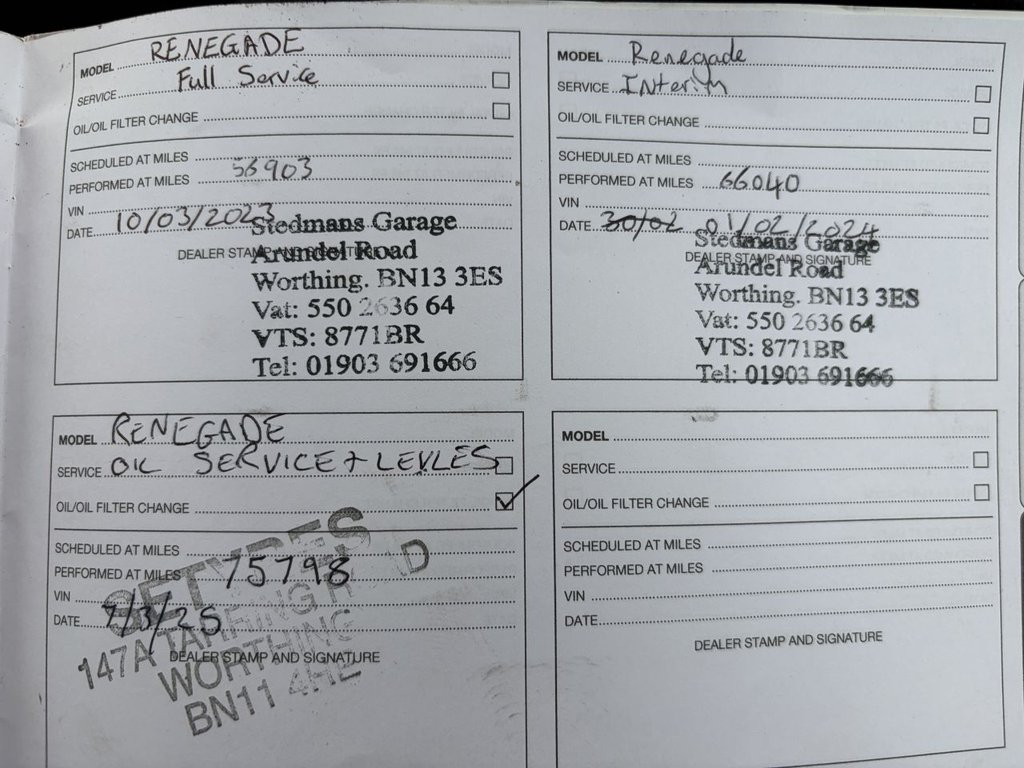 MODEL RENEGADE
SERVICE Full Service
OIL/OIL FILTER CHANGE
SCHEDULED AT MILES
PERFORMED AT MILES 56903
VIN
DATE 10/03/2023
DEALER STAMP AND
Stedmans Garage
Arundel Road
Worthing. BN13 3ES
Vat: 550 2636 64
VTS: 8771BR
Tel: 01903 691666
MODEL Renegade
SERVICE Interim
OIL/OIL FILTER CHANGE
SCHEDULED AT MILES
PERFORMED AT MILES 66040
VIN
DATE 30/02 01/02/2024
DEALER STAMP AND SIGNATURE
Stedmans Garage
Arundel Road
Worthing. BN13 3ES
Vat: 550 2636 64
VTS: 8771BR
Tel: 01903 691666
MODEL RENEGADE
SERVICE OIL SERVICE + LEVLES
OIL/OIL FILTER CHANGE
SCHEDULED AT MILES
PERFORMED AT MILES 75798
VIN
DATE 7/3/25
DEALER STAMP AND SIGNATURE
SETYRES
147A TARRING
WORTHING
BN11 4HE
MODEL
SERVICE
OIL/OIL FILTER CHANGE
SCHEDULED AT MILES
PERFORMED AT MILES
VIN
DATE
DEALER STAMP AND SIGNATURE